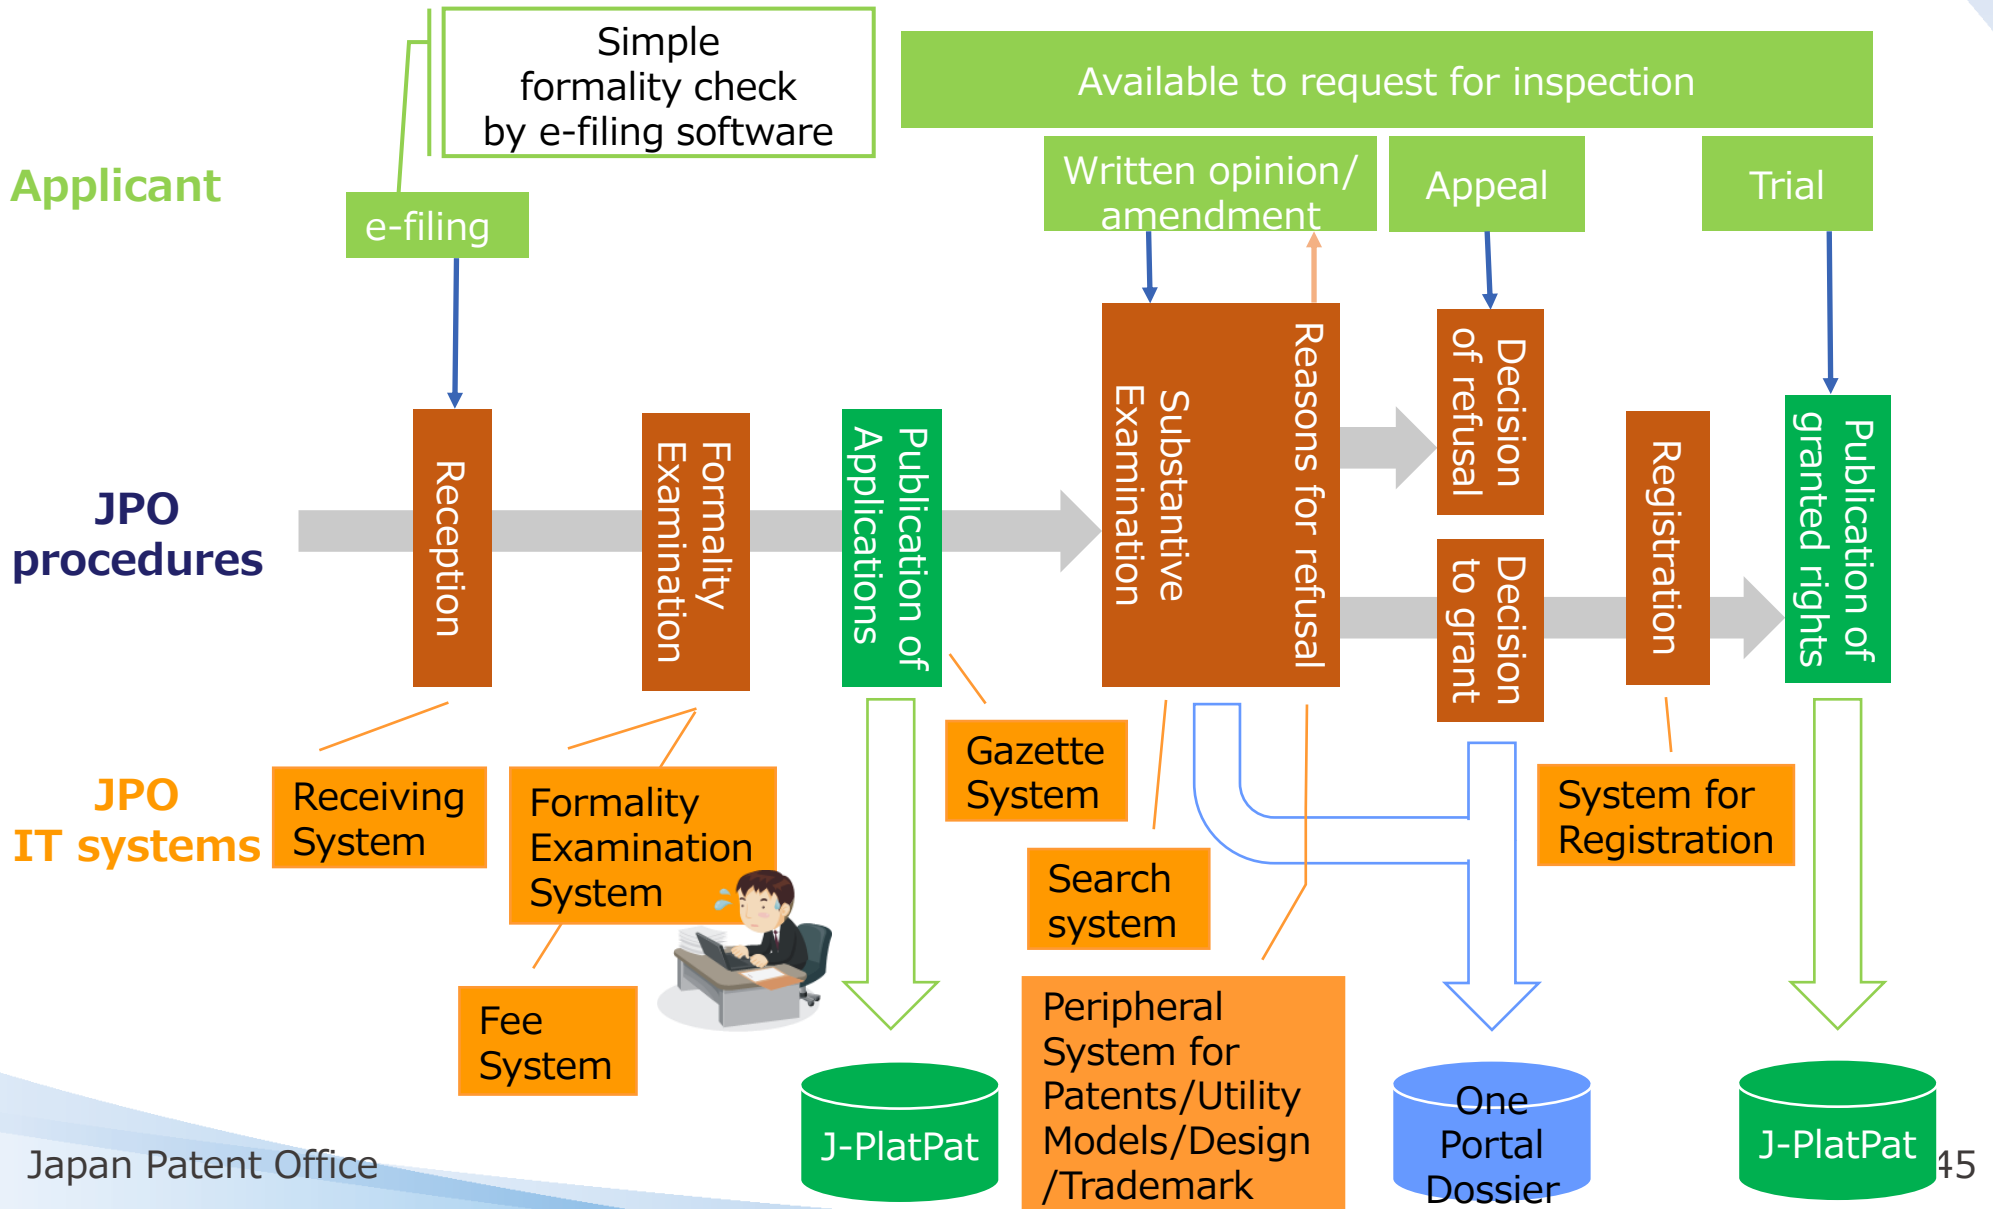 Simple
formality check
by e-filing software
Available to request for inspection
Applicant
e-filing
Written opinion/
amendment
Appeal
Trial
JPO
procedures
Reception
Formality
Examination
Publication of
Applications
Substantive
Examination
Reasons for refusal
Decision
of refusal
Decision
to grant
Registration
Publication of
granted rights
JPO
IT systems
Receiving
System
Formality
Examination
System
Fee
System
Gazette
System
Search
system
Peripheral
System for
Patents/Utility
Models/Design
/Trademark
System for
Registration
J-PlatPat
One
Portal
Dossier
J-PlatPat
Japan Patent Office
45